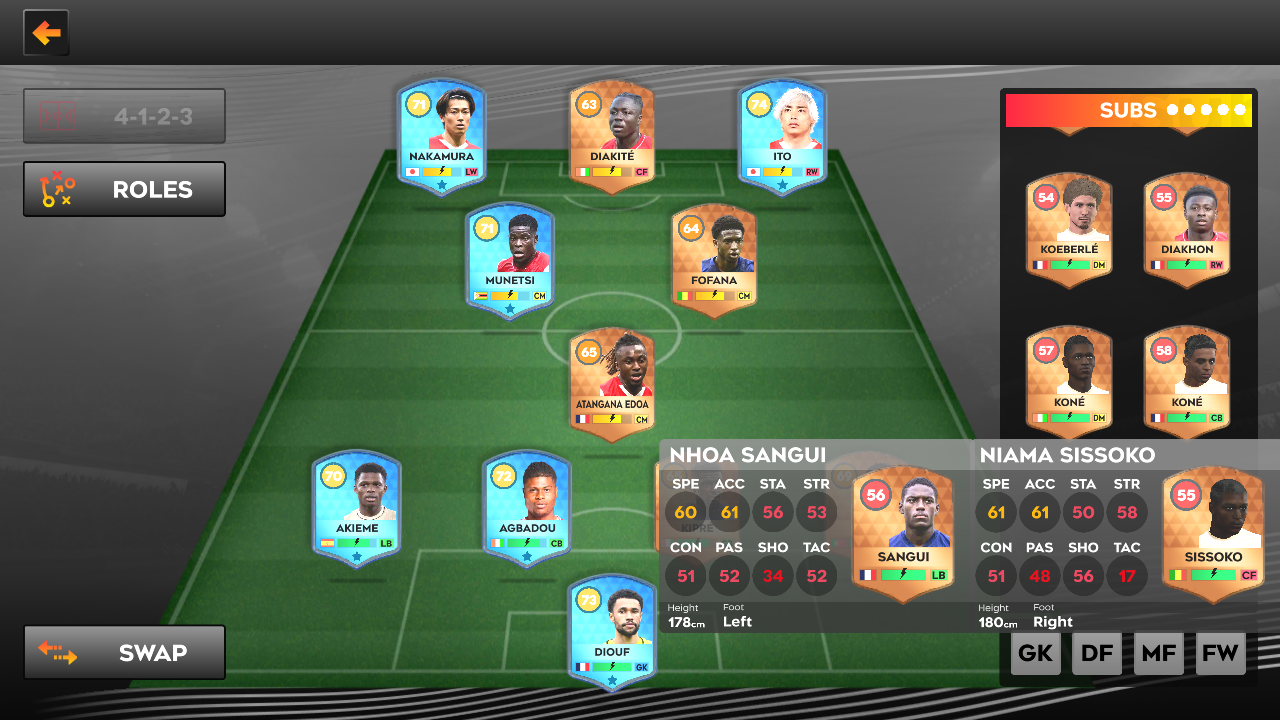 4-1-2-3
ROLES
SUBS
71
NAKAMURA
LW
63
DIAKITÉ
CF
74
ITO
RW
71
MUNETSI
CM
64
FOFANA
CM
65
ATANGANA EDOA
CM
70
AKIEME
LB
72
AGBADOU
CB
KIPRE
73
DIOUF
GK
54
KOEBERLÉ
DM
55
DIAKHON
RW
57
KONÉ
DM
58
KONÉ
CB
NHOA SANGUI
SPE ACC STA STR
60 61 56 53
CON PAS SHO TAC
51 52 34 52
Height Foot
178cm Left
56
SANGUI
LB
NIAMA SISSOKO
SPE ACC STA STR
61 61 50 58
CON PAS SHO TAC
51 48 56 17
Height Foot
180cm Right
55
SISSOKO
CF
SWAP
GK DF MF FW